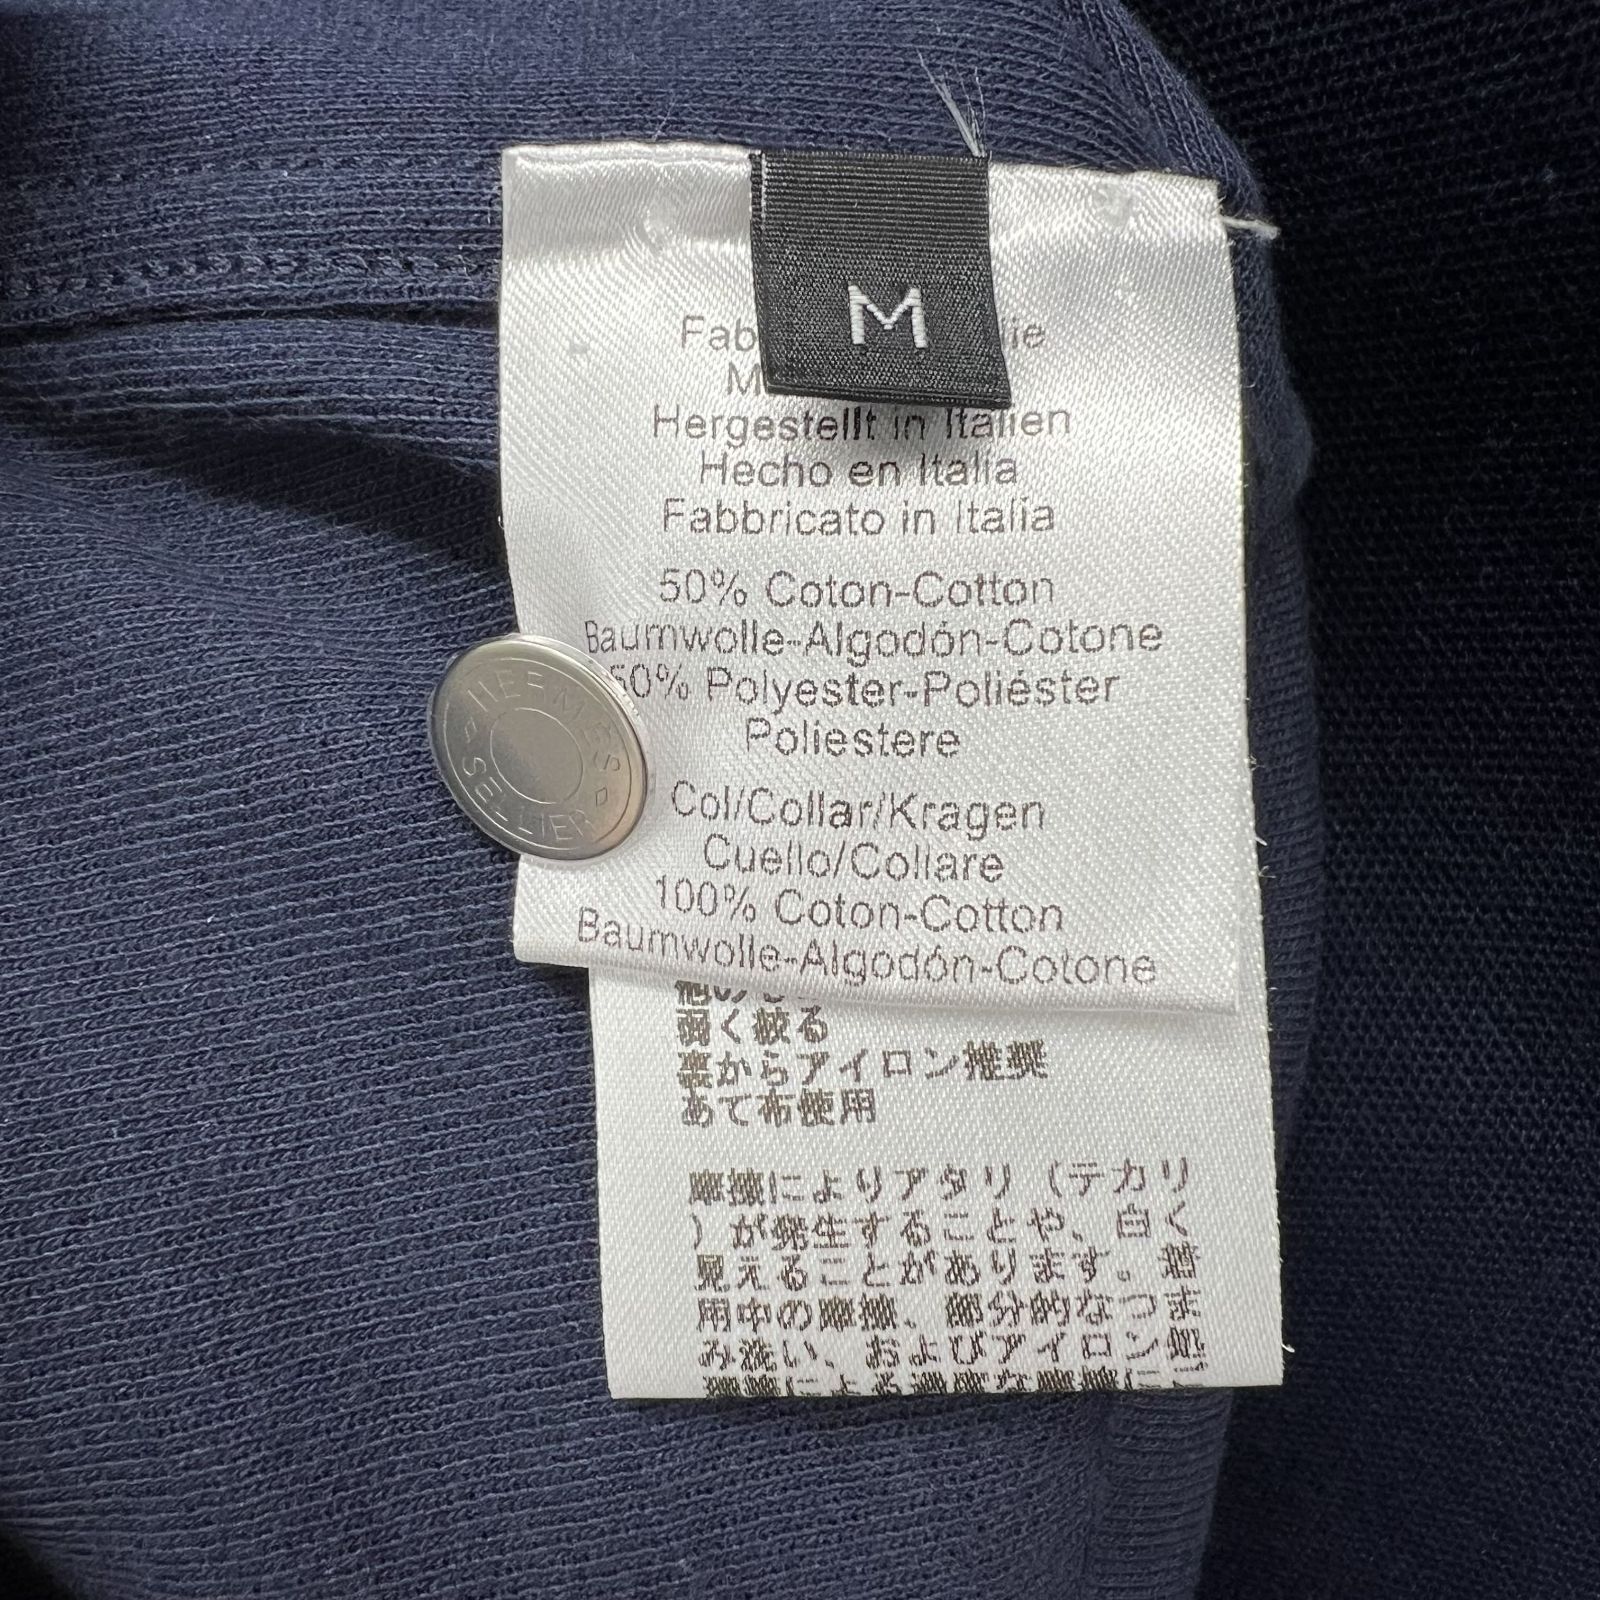 M
Hergestellt in Italien
Hecho en Italia
Fabbricato in Italia
50% Coton-Cotton
Baumwolle-Algodón-Cotone
50% Polyester-Poliéster
Poliestere
HERMÈS
SELLIER
Col/Collar/Kragen
Cuello/Collare
100% Coton-Cotton
Baumwolle-Algodón-Cotone
弱く絞る
裏からアイロン推奨
あて布使用
摩擦によりアタリ（テカリ
）が発生することや、白く
見えることがあります。着
用中の摩擦、部分的なつま
み洗い、およびアイロン処